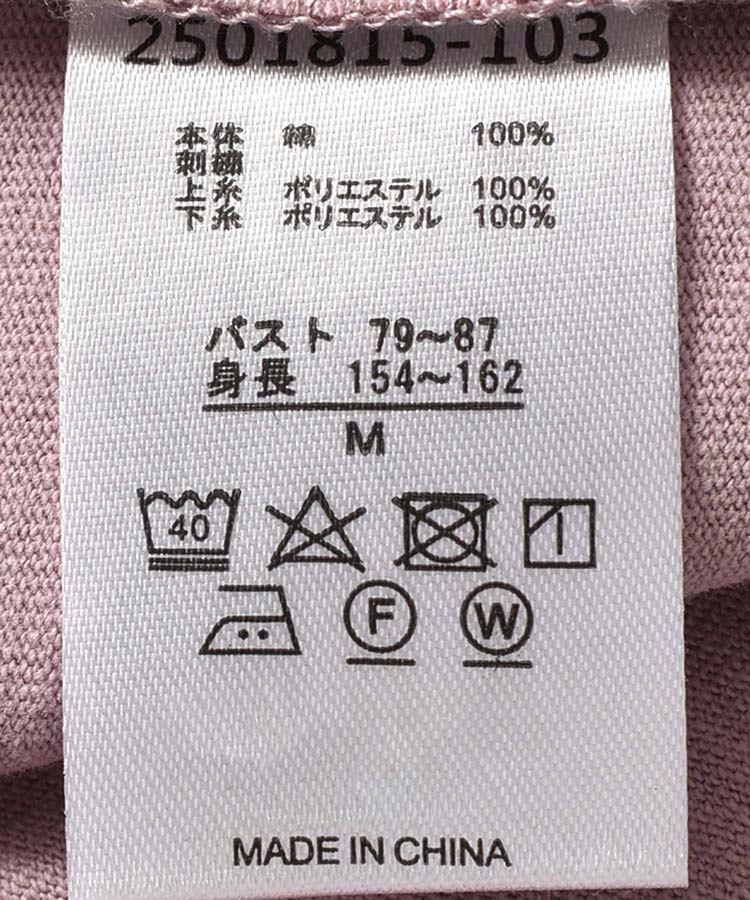 2501815-103
本体 綿 100%
刺繍
上糸 ポリエステル 100%
下糸 ポリエステル 100%
バスト 79～87
身長 154～162
M
40
F W
MADE IN CHINA